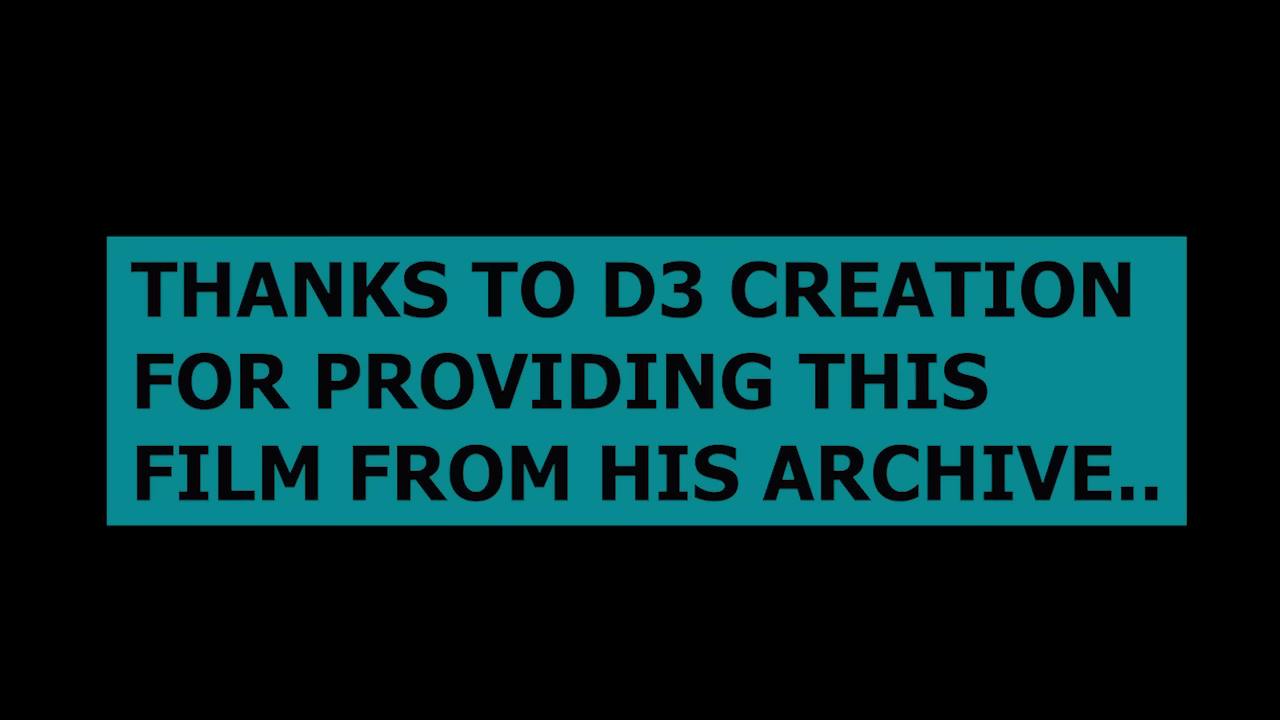 THANKS TO D3 CREATION
FOR PROVIDING THIS
FILM FROM HIS ARCHIVE..